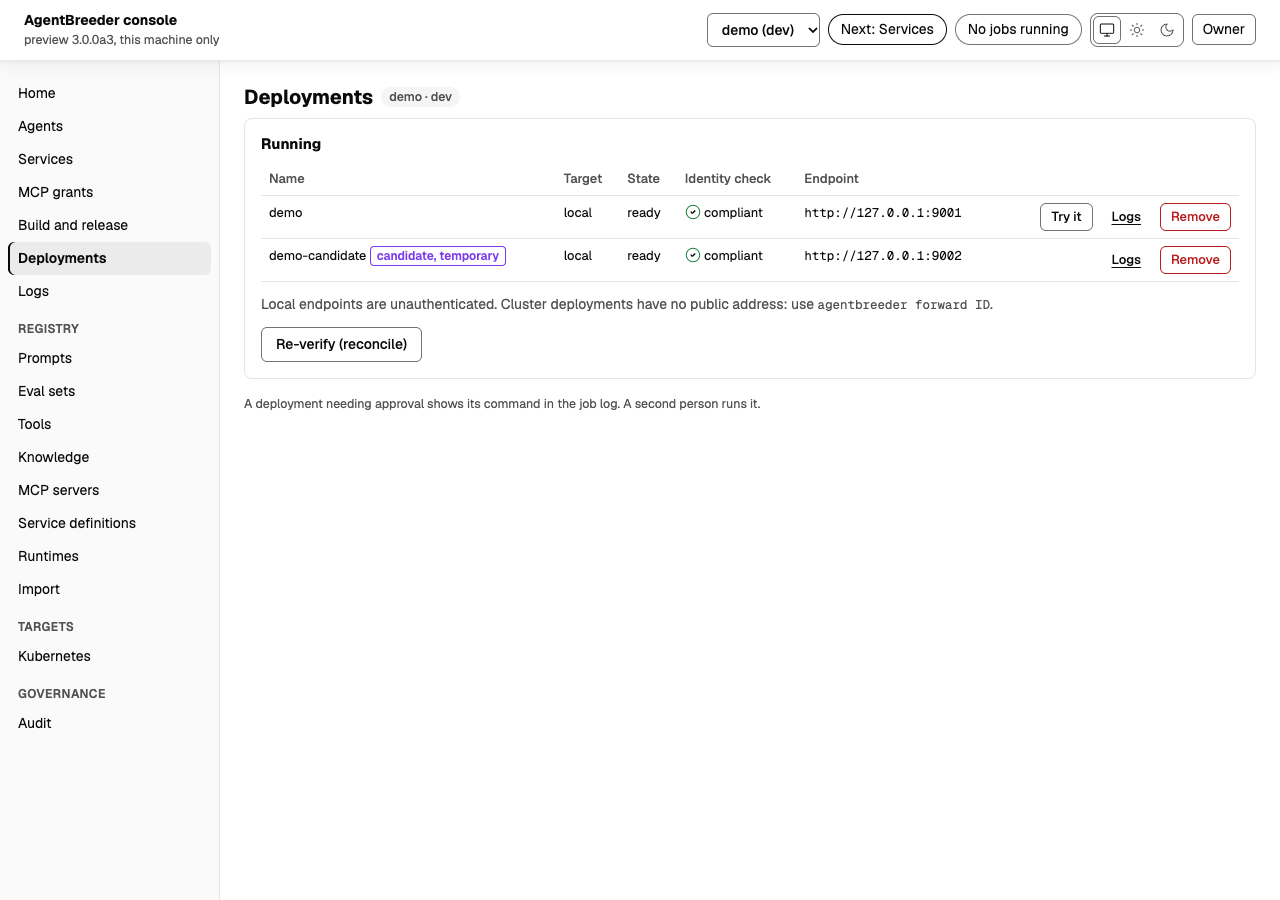 AgentBreeder console
preview 3.0.0a3, this machine only
demo (dev)
Next: Services
No jobs running
Owner
Home
Agents
Services
MCP grants
Build and release
Deployments
Logs
REGISTRY
Prompts
Eval sets
Tools
Knowledge
MCP servers
Service definitions
Runtimes
Import
TARGETS
Kubernetes
GOVERNANCE
Audit
Deployments demo · dev
Running
Name Target State Identity check Endpoint
demo local ready compliant http://127.0.0.1:9001 Try it Logs Remove
demo-candidate candidate, temporary local ready compliant http://127.0.0.1:9002 Logs Remove
Local endpoints are unauthenticated. Cluster deployments have no public address: use agentbreeder forward ID.
Re-verify (reconcile)
A deployment needing approval shows its command in the job log. A second person runs it.